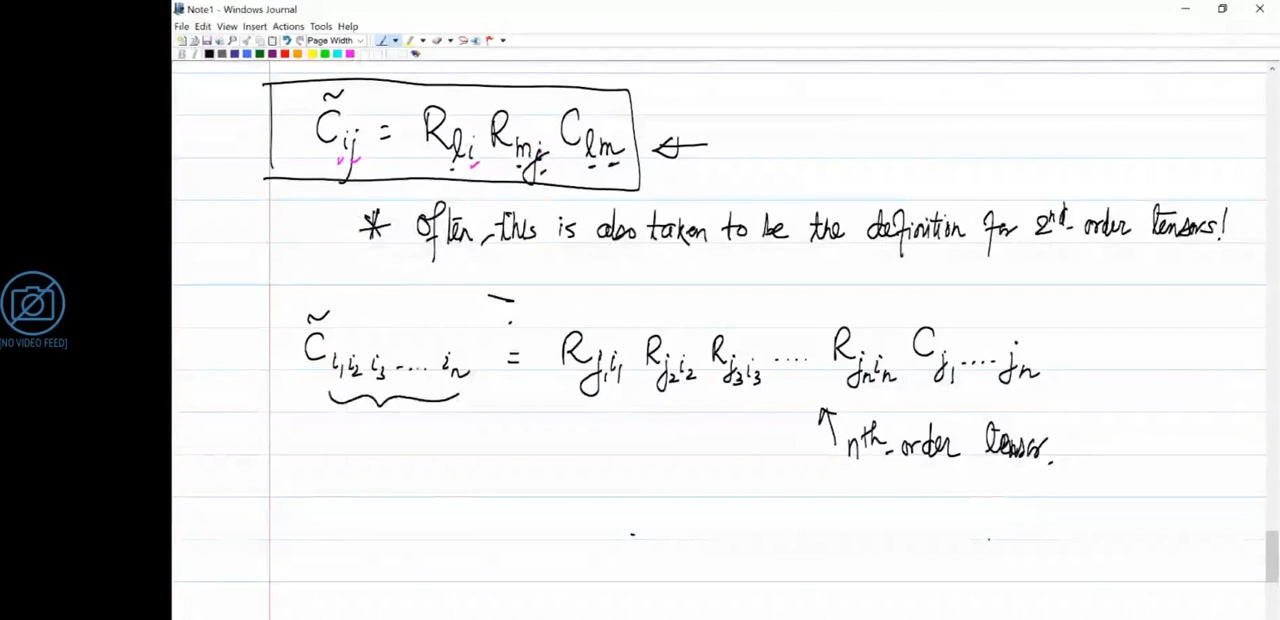 Note1 - Windows Journal
File Edit View Insert Actions Tools Help
Page Width
C̃ij = Rli Rmj Clm ←
* Often, this is also taken to be the definition for 2nd-order tensors!
C̃i1i2i3....in = Rj1i1 Rj2i2 Rj3i3 .... Rjnin Cj1....jn
nth-order tensor.
[NO VIDEO FEED]